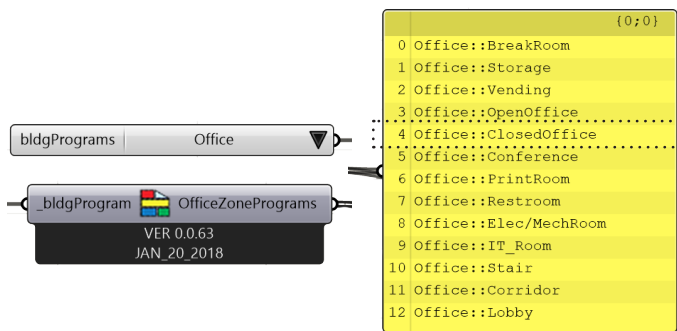 bldgPrograms Office
_bldgProgram OfficeZonePrograms
VER 0.0.63
JAN_20_2018
{0;0}
0 Office::BreakRoom
1 Office::Storage
2 Office::Vending
3 Office::OpenOffice
4 Office::ClosedOffice
5 Office::Conference
6 Office::PrintRoom
7 Office::Restroom
8 Office::Elec/MechRoom
9 Office::IT_Room
10 Office::Stair
11 Office::Corridor
12 Office::Lobby